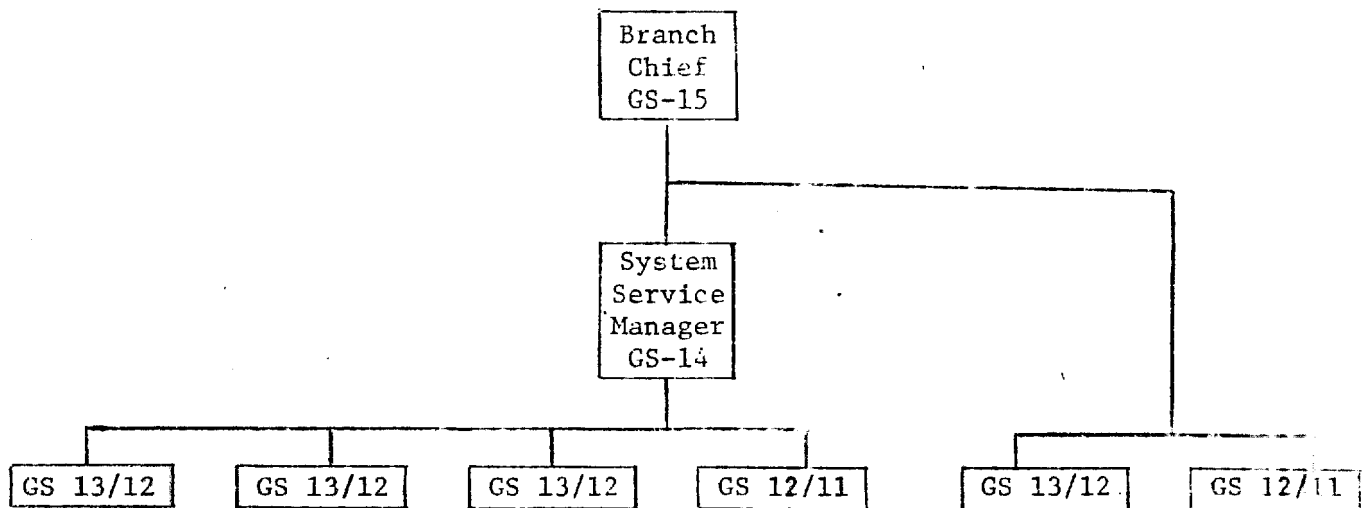 Branch
Chief
GS-15
System
Service
Manager
GS-14
GS 13/12
GS 13/12
GS 13/12
GS 12/11
GS 13/12
GS 12/11